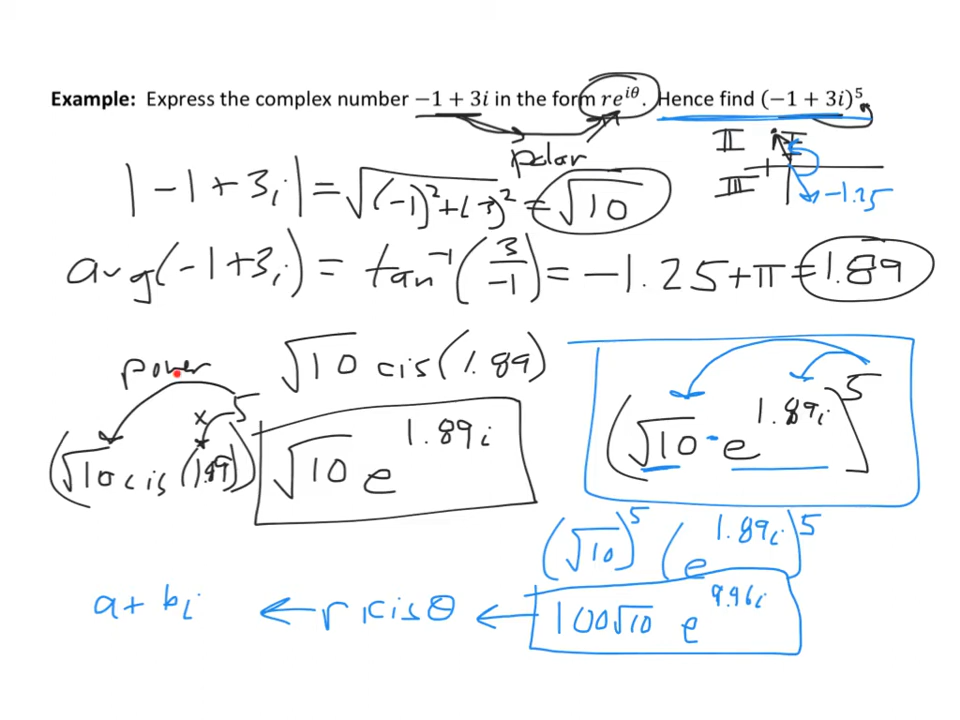 Example: Express the complex number −1 + 3i in the form re^{iθ}. Hence find (−1 + 3i)^5
polar
II I
III
-1.25
|-1+3i| = √((-1)²+(3)²) = √10
arg(-1+3i) = tan⁻¹(3/-1) = -1.25+π = 1.89
power
√10 cis(1.89)
(√10 cis(1.89))^5
√10 e^{1.89i}
(√10 · e^{1.89i})^5
(√10)^5 (e^{1.89i})^5
a+bi ← r cis θ ← 100√10 e^{9.46i}